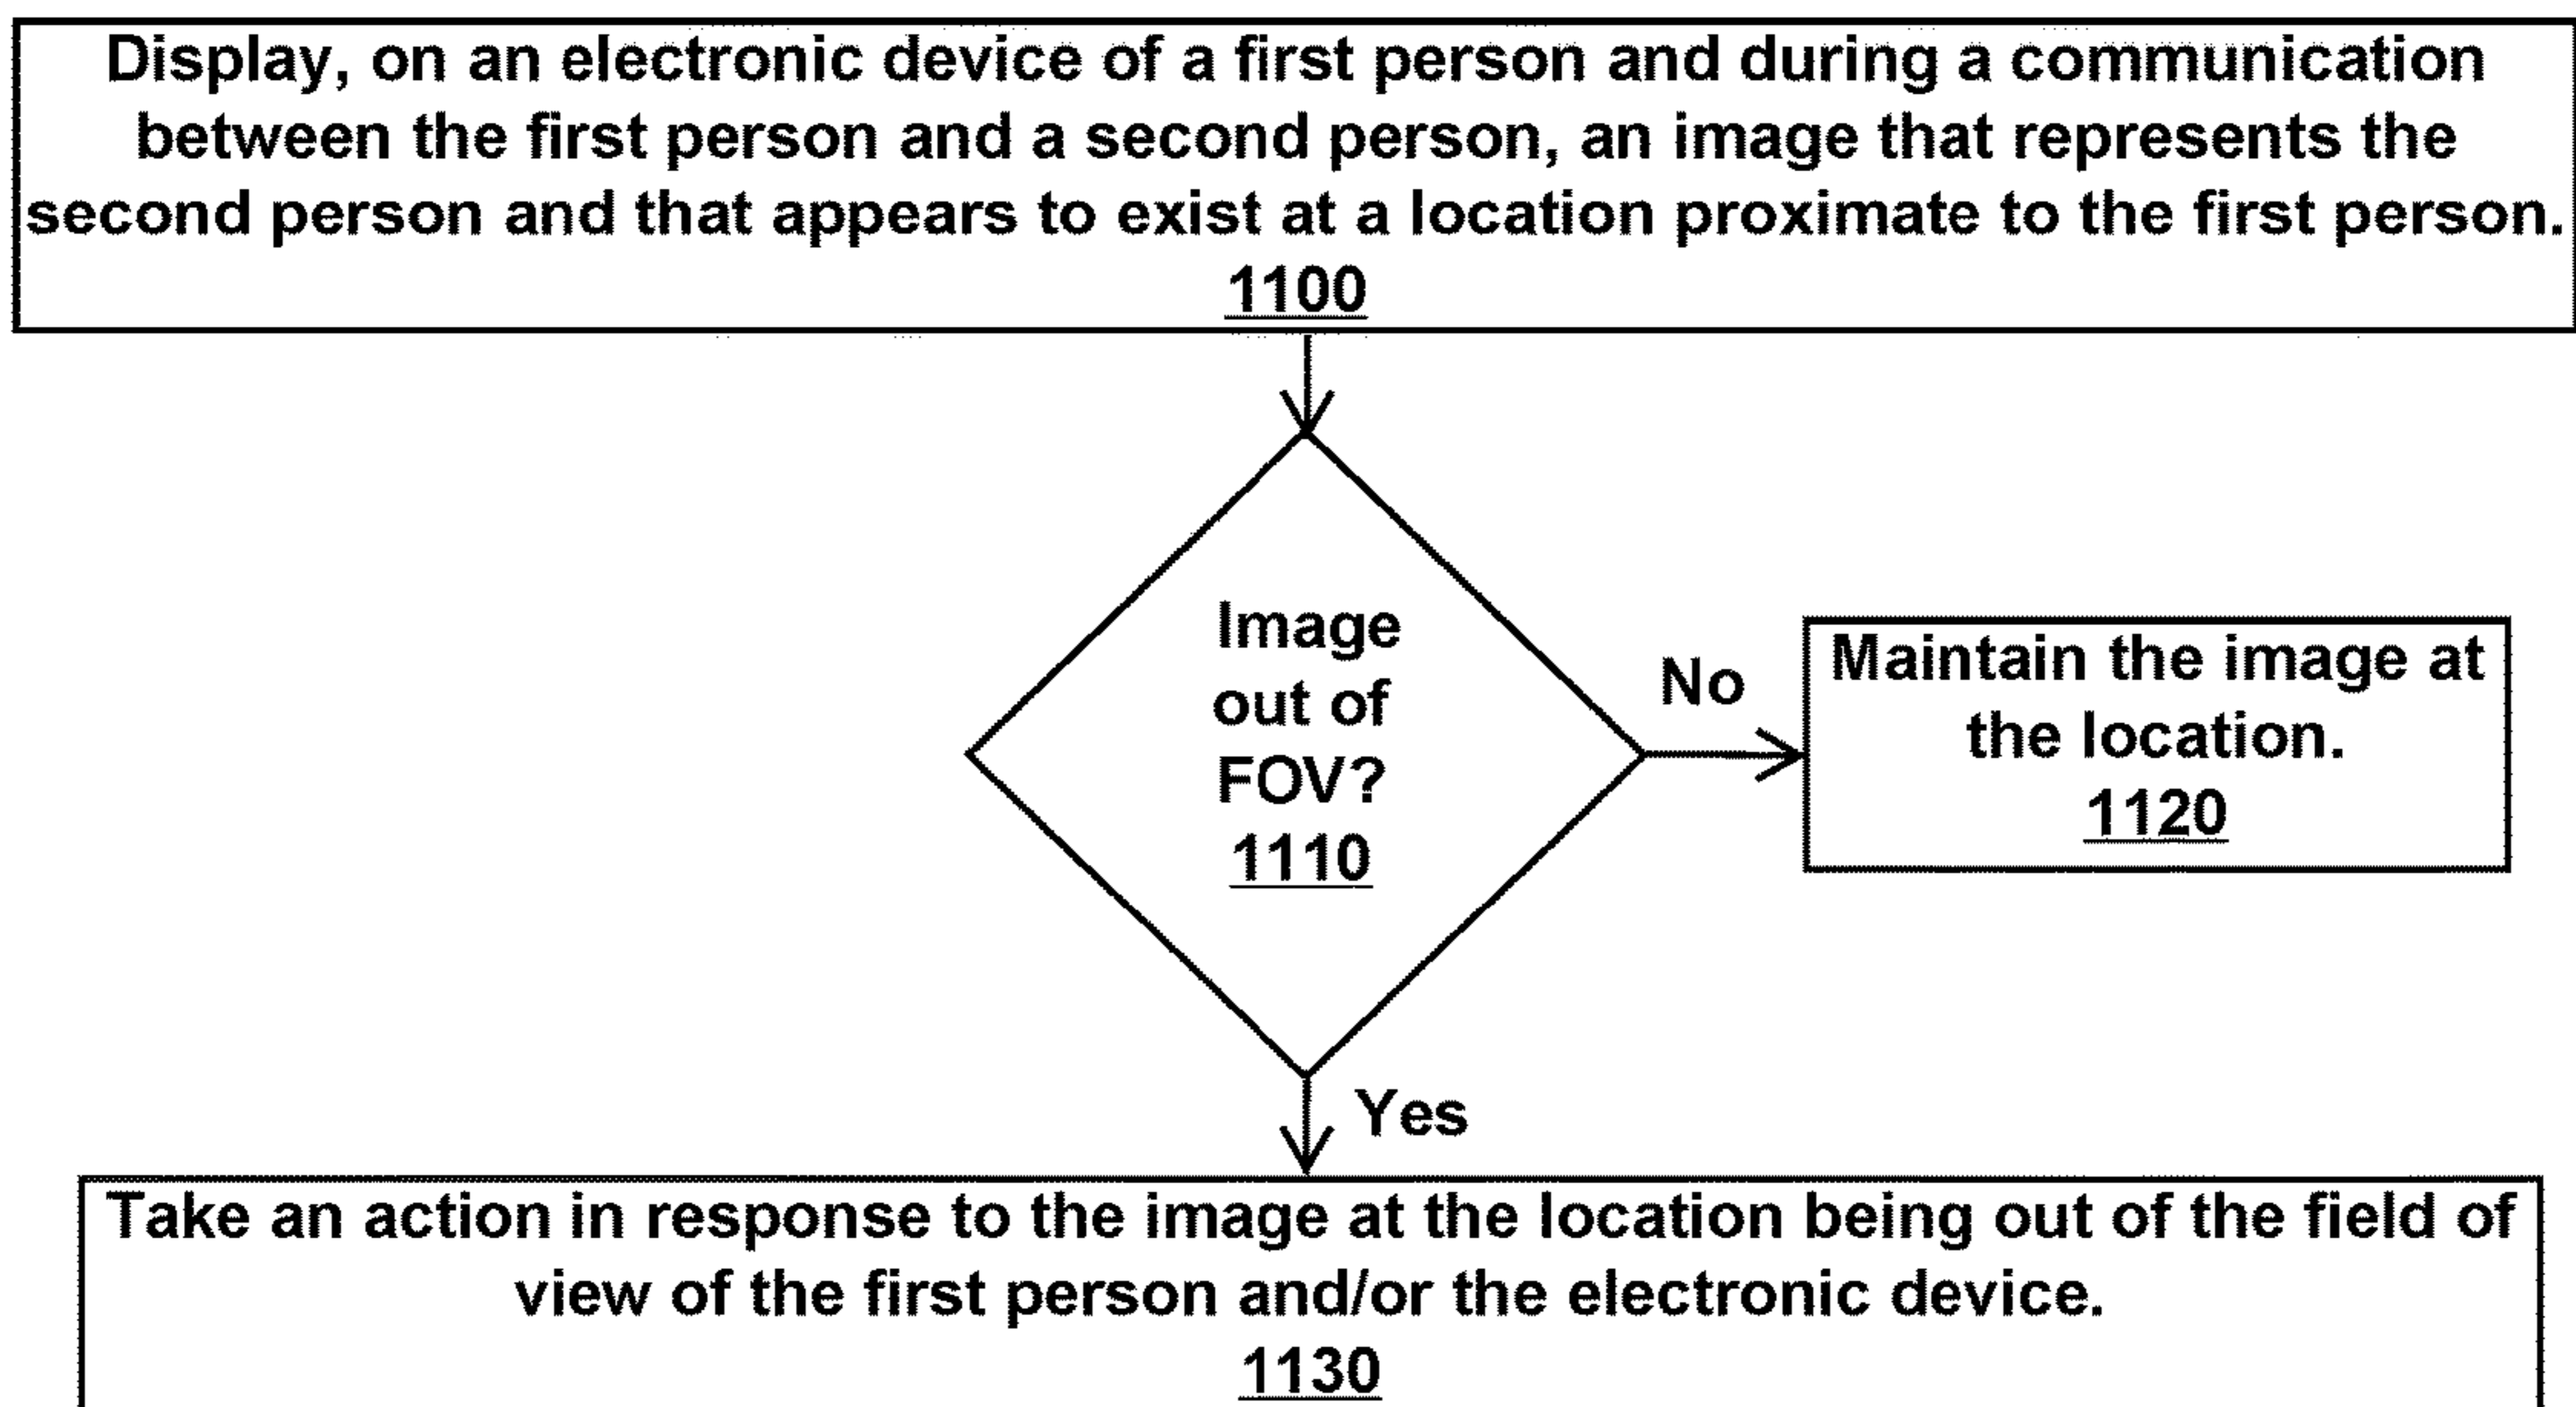 Display, on an electronic device of a first person and during a communication
between the first person and a second person, an image that represents the
second person and that appears to exist at a location proximate to the first person.
1100
Image
out of
FOV?
1110
No
Maintain the image at
the location.
1120
Yes
Take an action in response to the image at the location being out of the field of
view of the first person and/or the electronic device.
1130